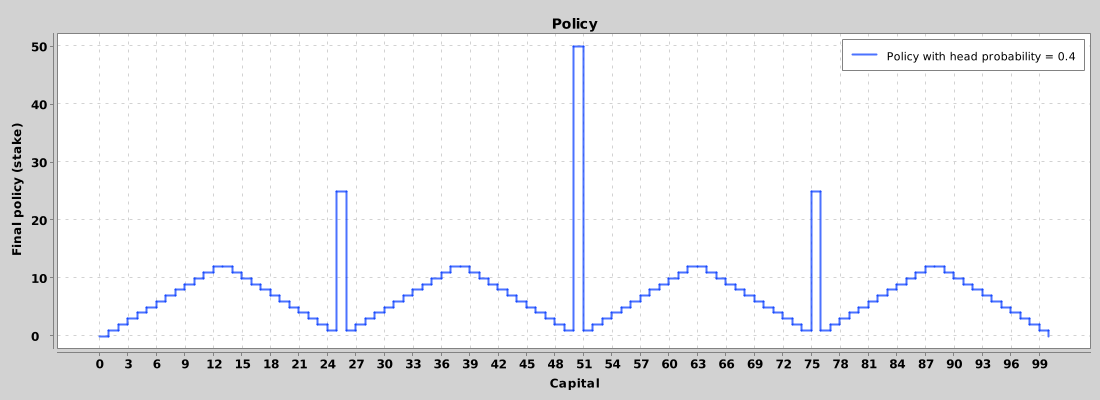 Policy
Policy with head probability = 0.4
Final policy (stake)
50
40
30
20
10
0
0 3 6 9 12 15 18 21 24 27 30 33 36 39 42 45 48 51 54 57 60 63 66 69 72 75 78 81 84 87 90 93 96 99
Capital